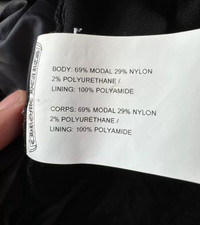 BODY: 69% MODAL 29% NYLON
2% POLYURETHANE /
LINING: 100% POLYAMIDE
CORPS: 69% MODAL 29% NYLON
2% POLYURÉTHANE /
LINING: 100% POLYAMIDE